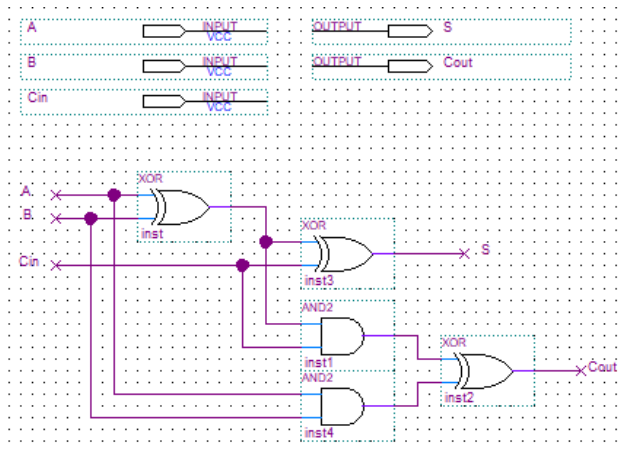 A INPUT VCC OUTPUT S
B INPUT VCC OUTPUT Cout
Cin INPUT VCC
XOR
A
B
inst
XOR
S
Cin
inst3
AND2
inst1
XOR
Cout
AND2
inst2
inst4